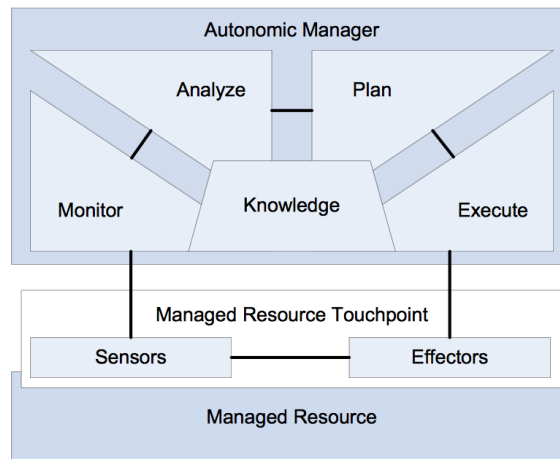 Autonomic Manager
Analyze
Plan
Monitor
Knowledge
Execute
Managed Resource Touchpoint
Sensors
Effectors
Managed Resource